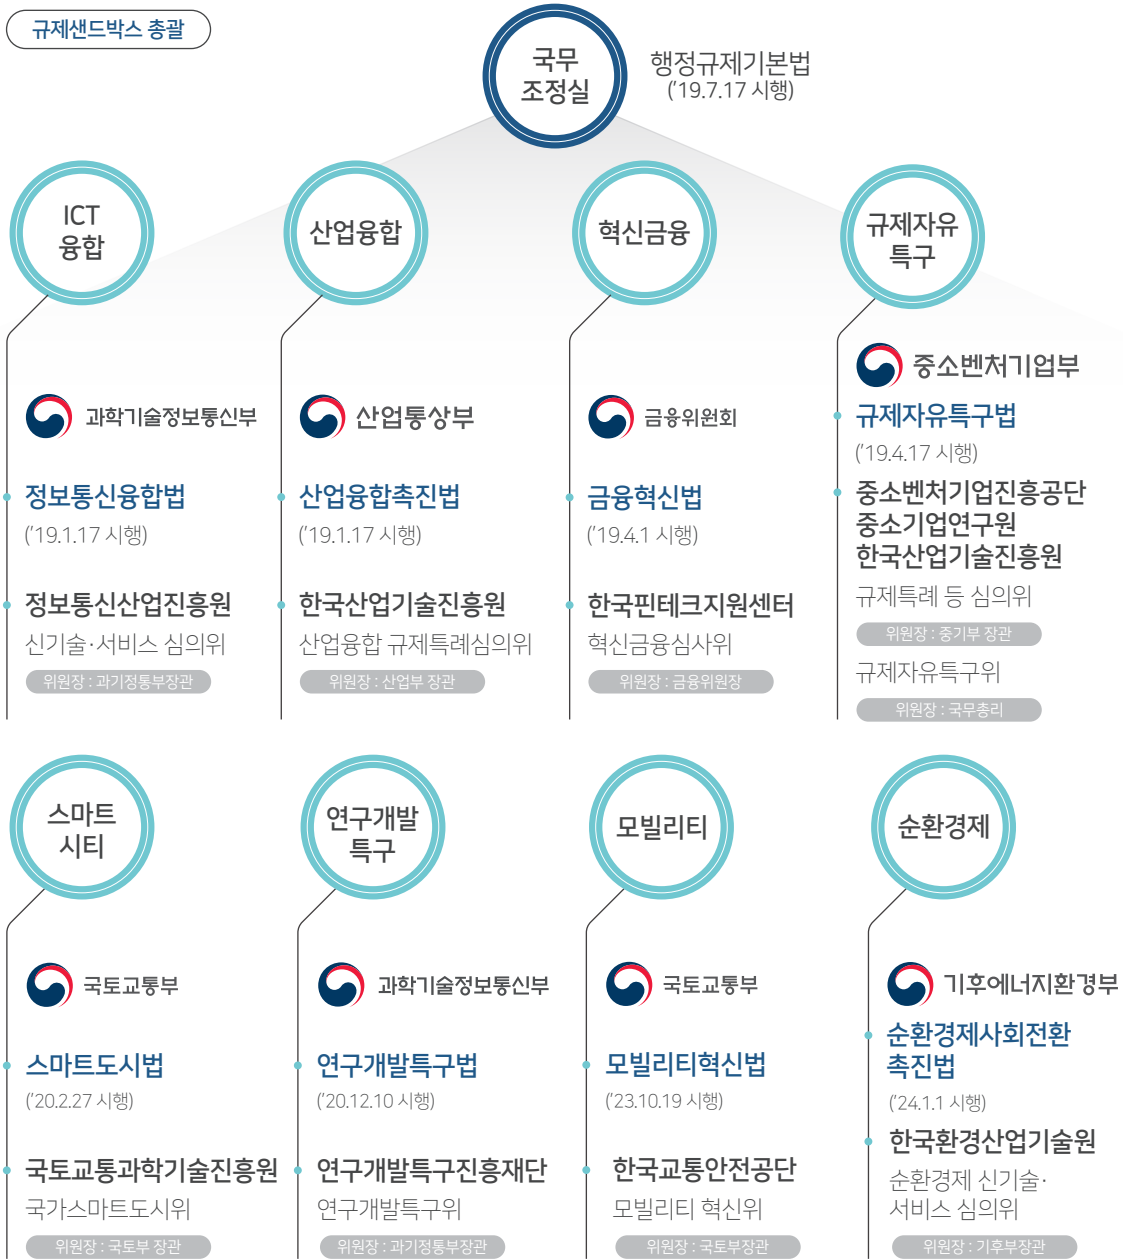 규제샌드박스 총괄
국무
조정실
행정규제기본법
('19.7.17 시행)
ICT
융합
과학기술정보통신부
정보통신융합법
('19.1.17 시행)
정보통신산업진흥원
신기술·서비스 심의위
위원장 : 과기정통부장관
산업융합
산업통상부
산업융합촉진법
('19.1.17 시행)
한국산업기술진흥원
산업융합 규제특례심의위
위원장 : 산업부 장관
혁신금융
금융위원회
금융혁신법
('19.4.1 시행)
한국핀테크지원센터
혁신금융심사위
위원장 : 금융위원장
규제자유
특구
중소벤처기업부
규제자유특구법
('19.4.17 시행)
중소벤처기업진흥공단
중소기업연구원
한국산업기술진흥원
규제특례 등 심의위
위원장 : 중기부 장관
규제자유특구위
위원장 : 국무총리
스마트
시티
국토교통부
스마트도시법
('20.2.27 시행)
국토교통과학기술진흥원
국가스마트도시위
위원장 : 국토부 장관
연구개발
특구
과학기술정보통신부
연구개발특구법
('20.12.10 시행)
연구개발특구진흥재단
연구개발특구위
위원장 : 과기정통부장관
모빌리티
국토교통부
모빌리티혁신법
('23.10.19 시행)
한국교통안전공단
모빌리티 혁신위
위원장 : 국토부장관
순환경제
기후에너지환경부
순환경제사회전환
촉진법
('24.1.1 시행)
한국환경산업기술원
순환경제 신기술·
서비스 심의위
위원장 : 기후부장관